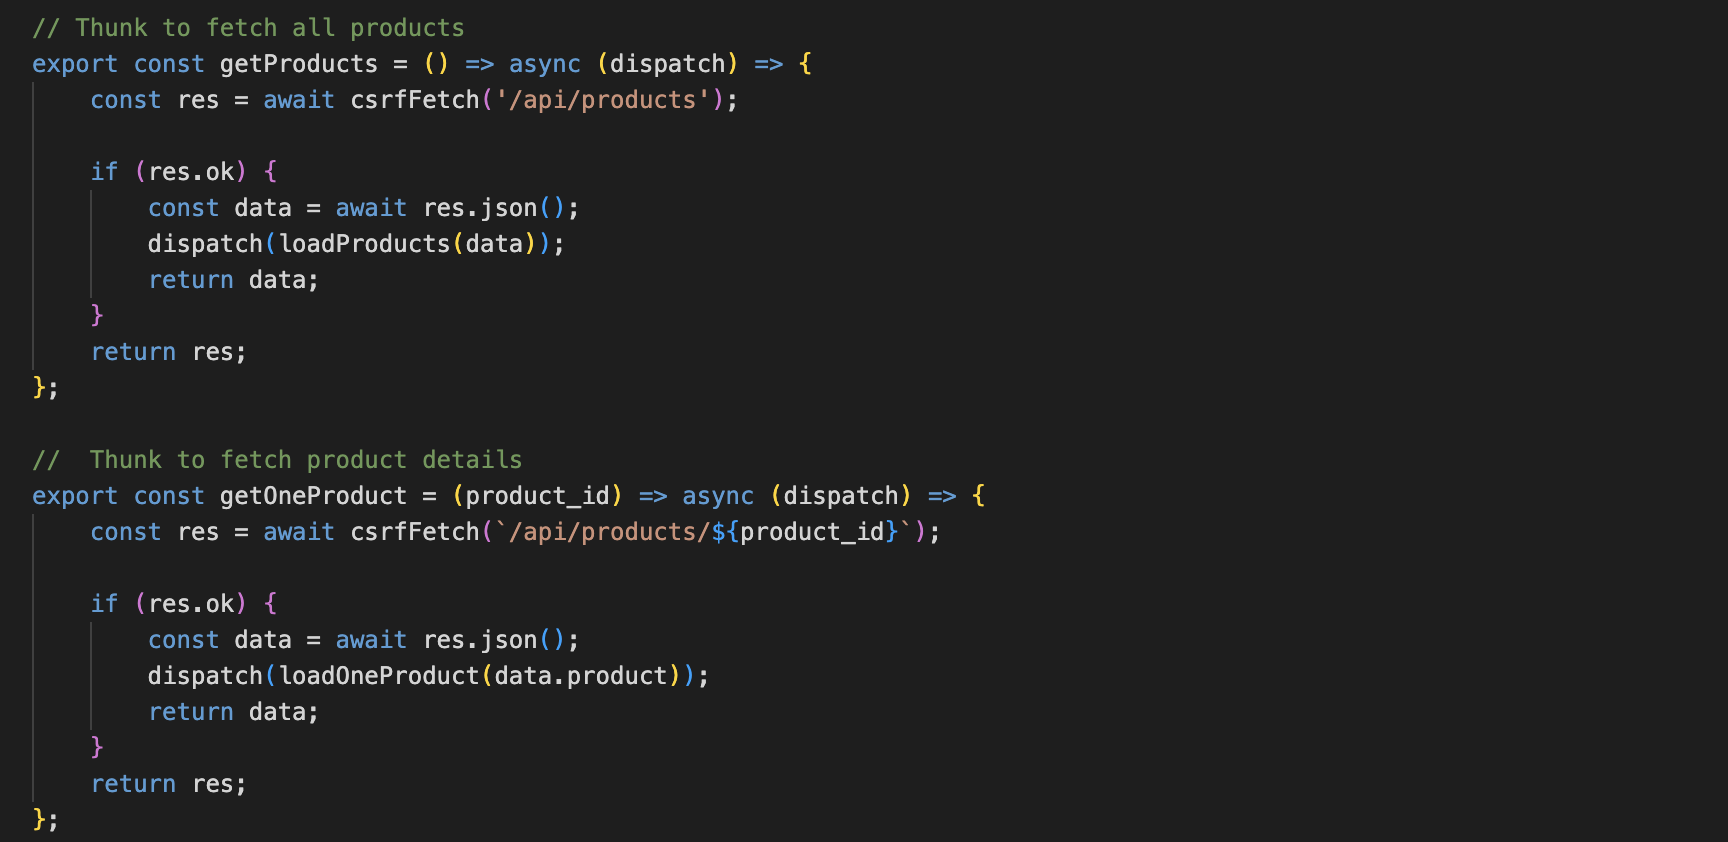 // Thunk to fetch all products
export const getProducts = () => async (dispatch) => {
    const res = await csrfFetch('/api/products');

    if (res.ok) {
        const data = await res.json();
        dispatch(loadProducts(data));
        return data;
    }
    return res;
};

//  Thunk to fetch product details
export const getOneProduct = (product_id) => async (dispatch) => {
    const res = await csrfFetch(`/api/products/${product_id}`);

    if (res.ok) {
        const data = await res.json();
        dispatch(loadOneProduct(data.product));
        return data;
    }
    return res;
};